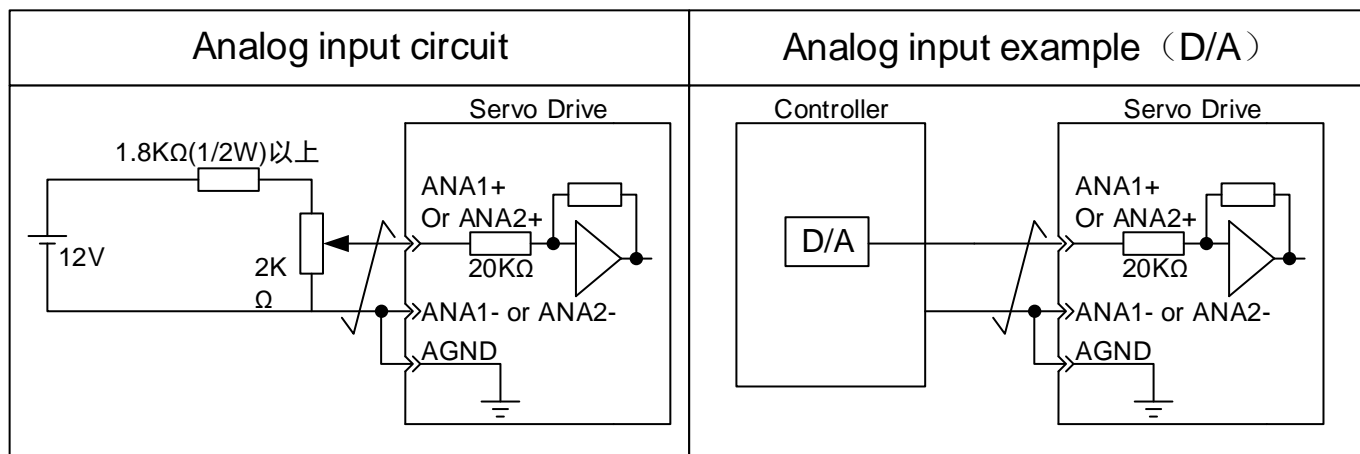 Analog input circuit
Analog input example（D/A）
Servo Drive
1.8KΩ(1/2W)以上
ANA1+
Or ANA2+
12V
2K
Ω
20KΩ
ANA1- or ANA2-
AGND
Controller
Servo Drive
D/A
ANA1+
Or ANA2+
20KΩ
ANA1- or ANA2-
AGND